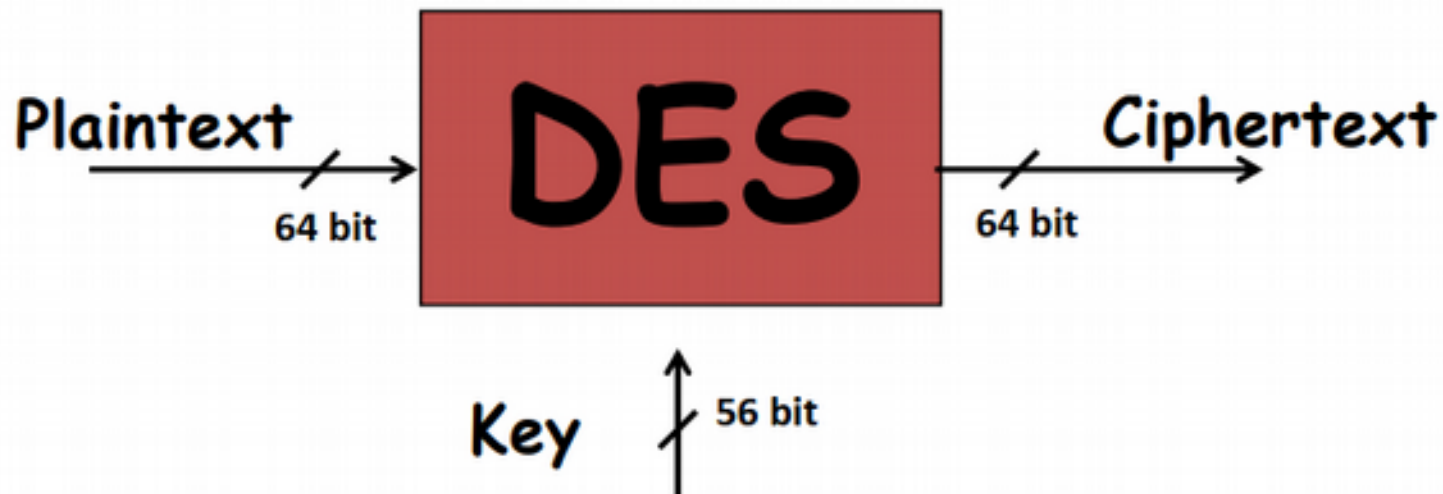 DES
Plaintext
Ciphertext
64 bit
64 bit
Key
56 bit